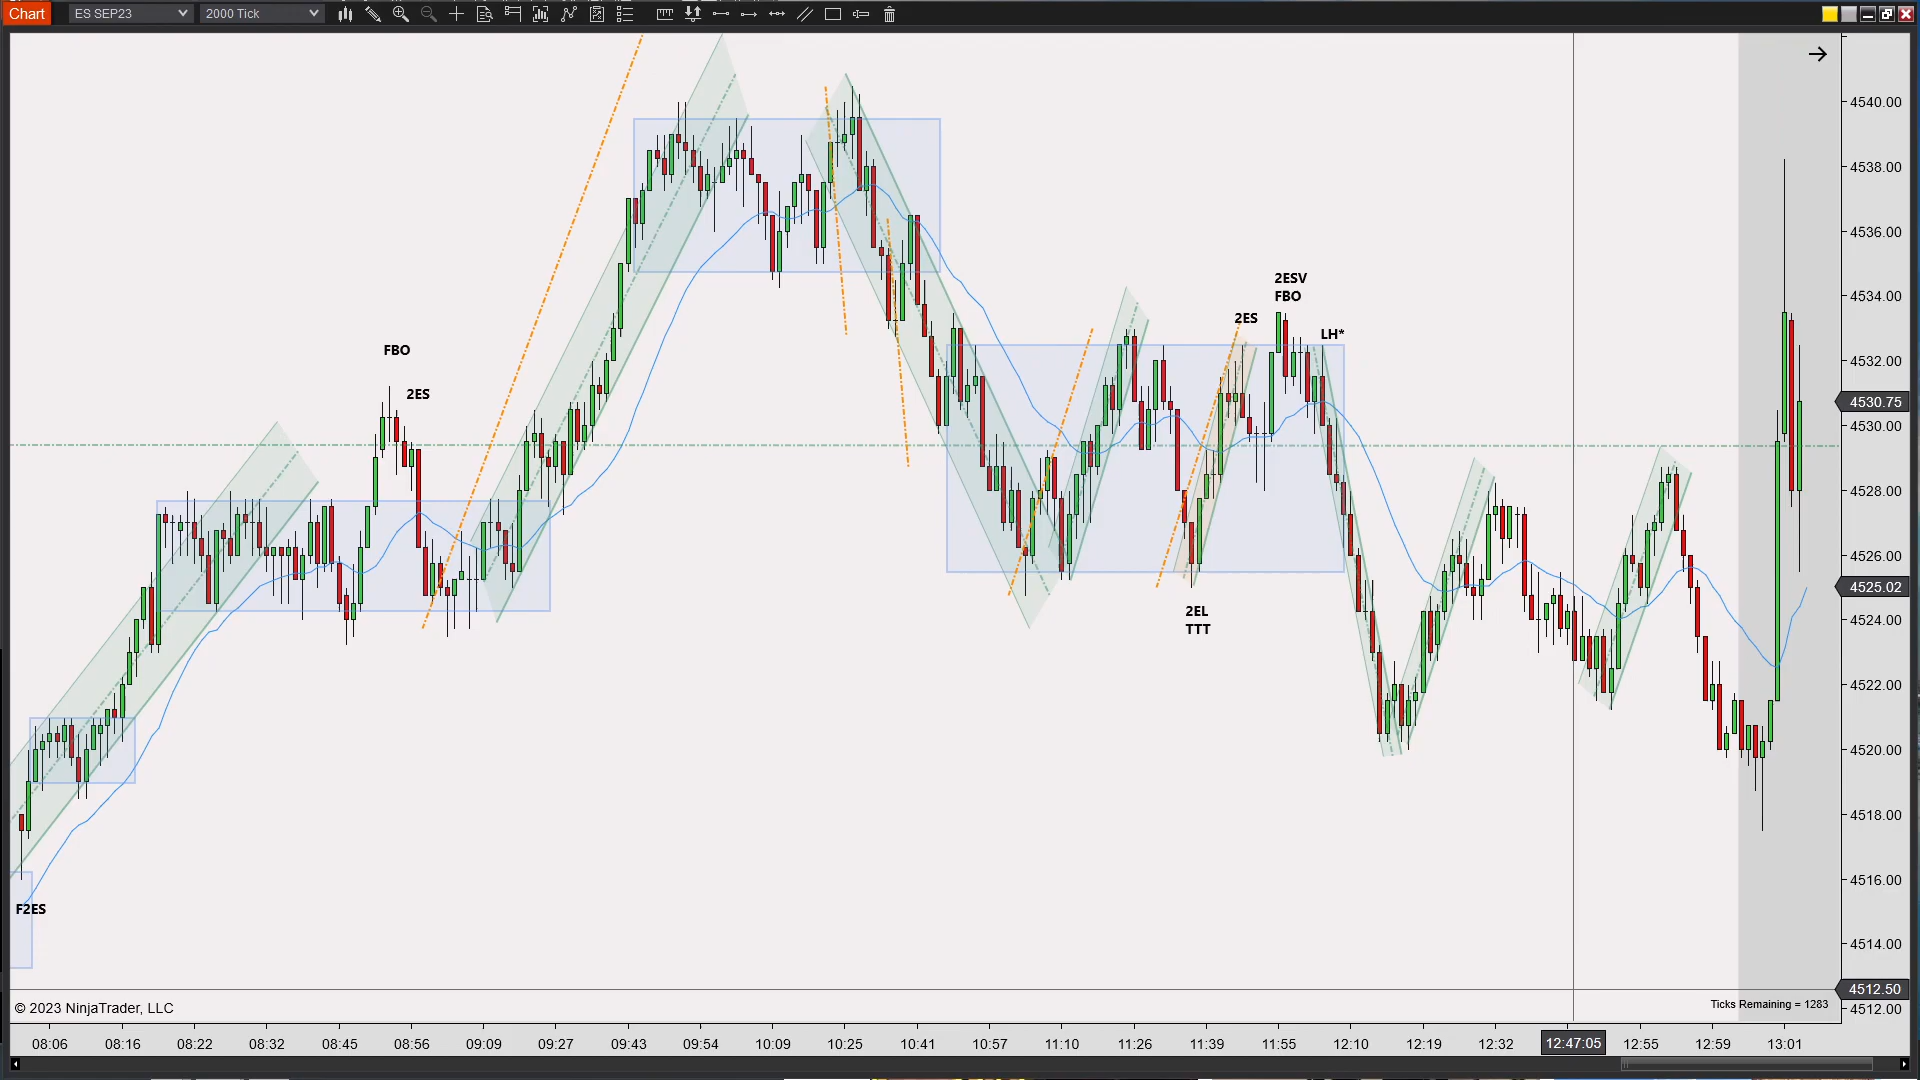 Chart
ES SEP23
2000 Tick
4540.00
4538.00
4536.00
2ESV
FBO
4534.00
2ES
LH*
FBO
4532.00
2ES
4530.75
4530.00
4528.00
4526.00
4525.02
2EL
TTT
4524.00
4522.00
4520.00
4518.00
4516.00
F2ES
4514.00
4512.50
© 2023 NinjaTrader, LLC
Ticks Remaining = 1283
4512.00
08:06 08:16 08:22 08:32 08:45 08:56 09:09 09:27 09:43 09:54 10:09 10:25 10:41 10:57 11:10 11:26 11:39 11:55 12:10 12:19 12:32 12:47:05 12:55 12:59 13:01